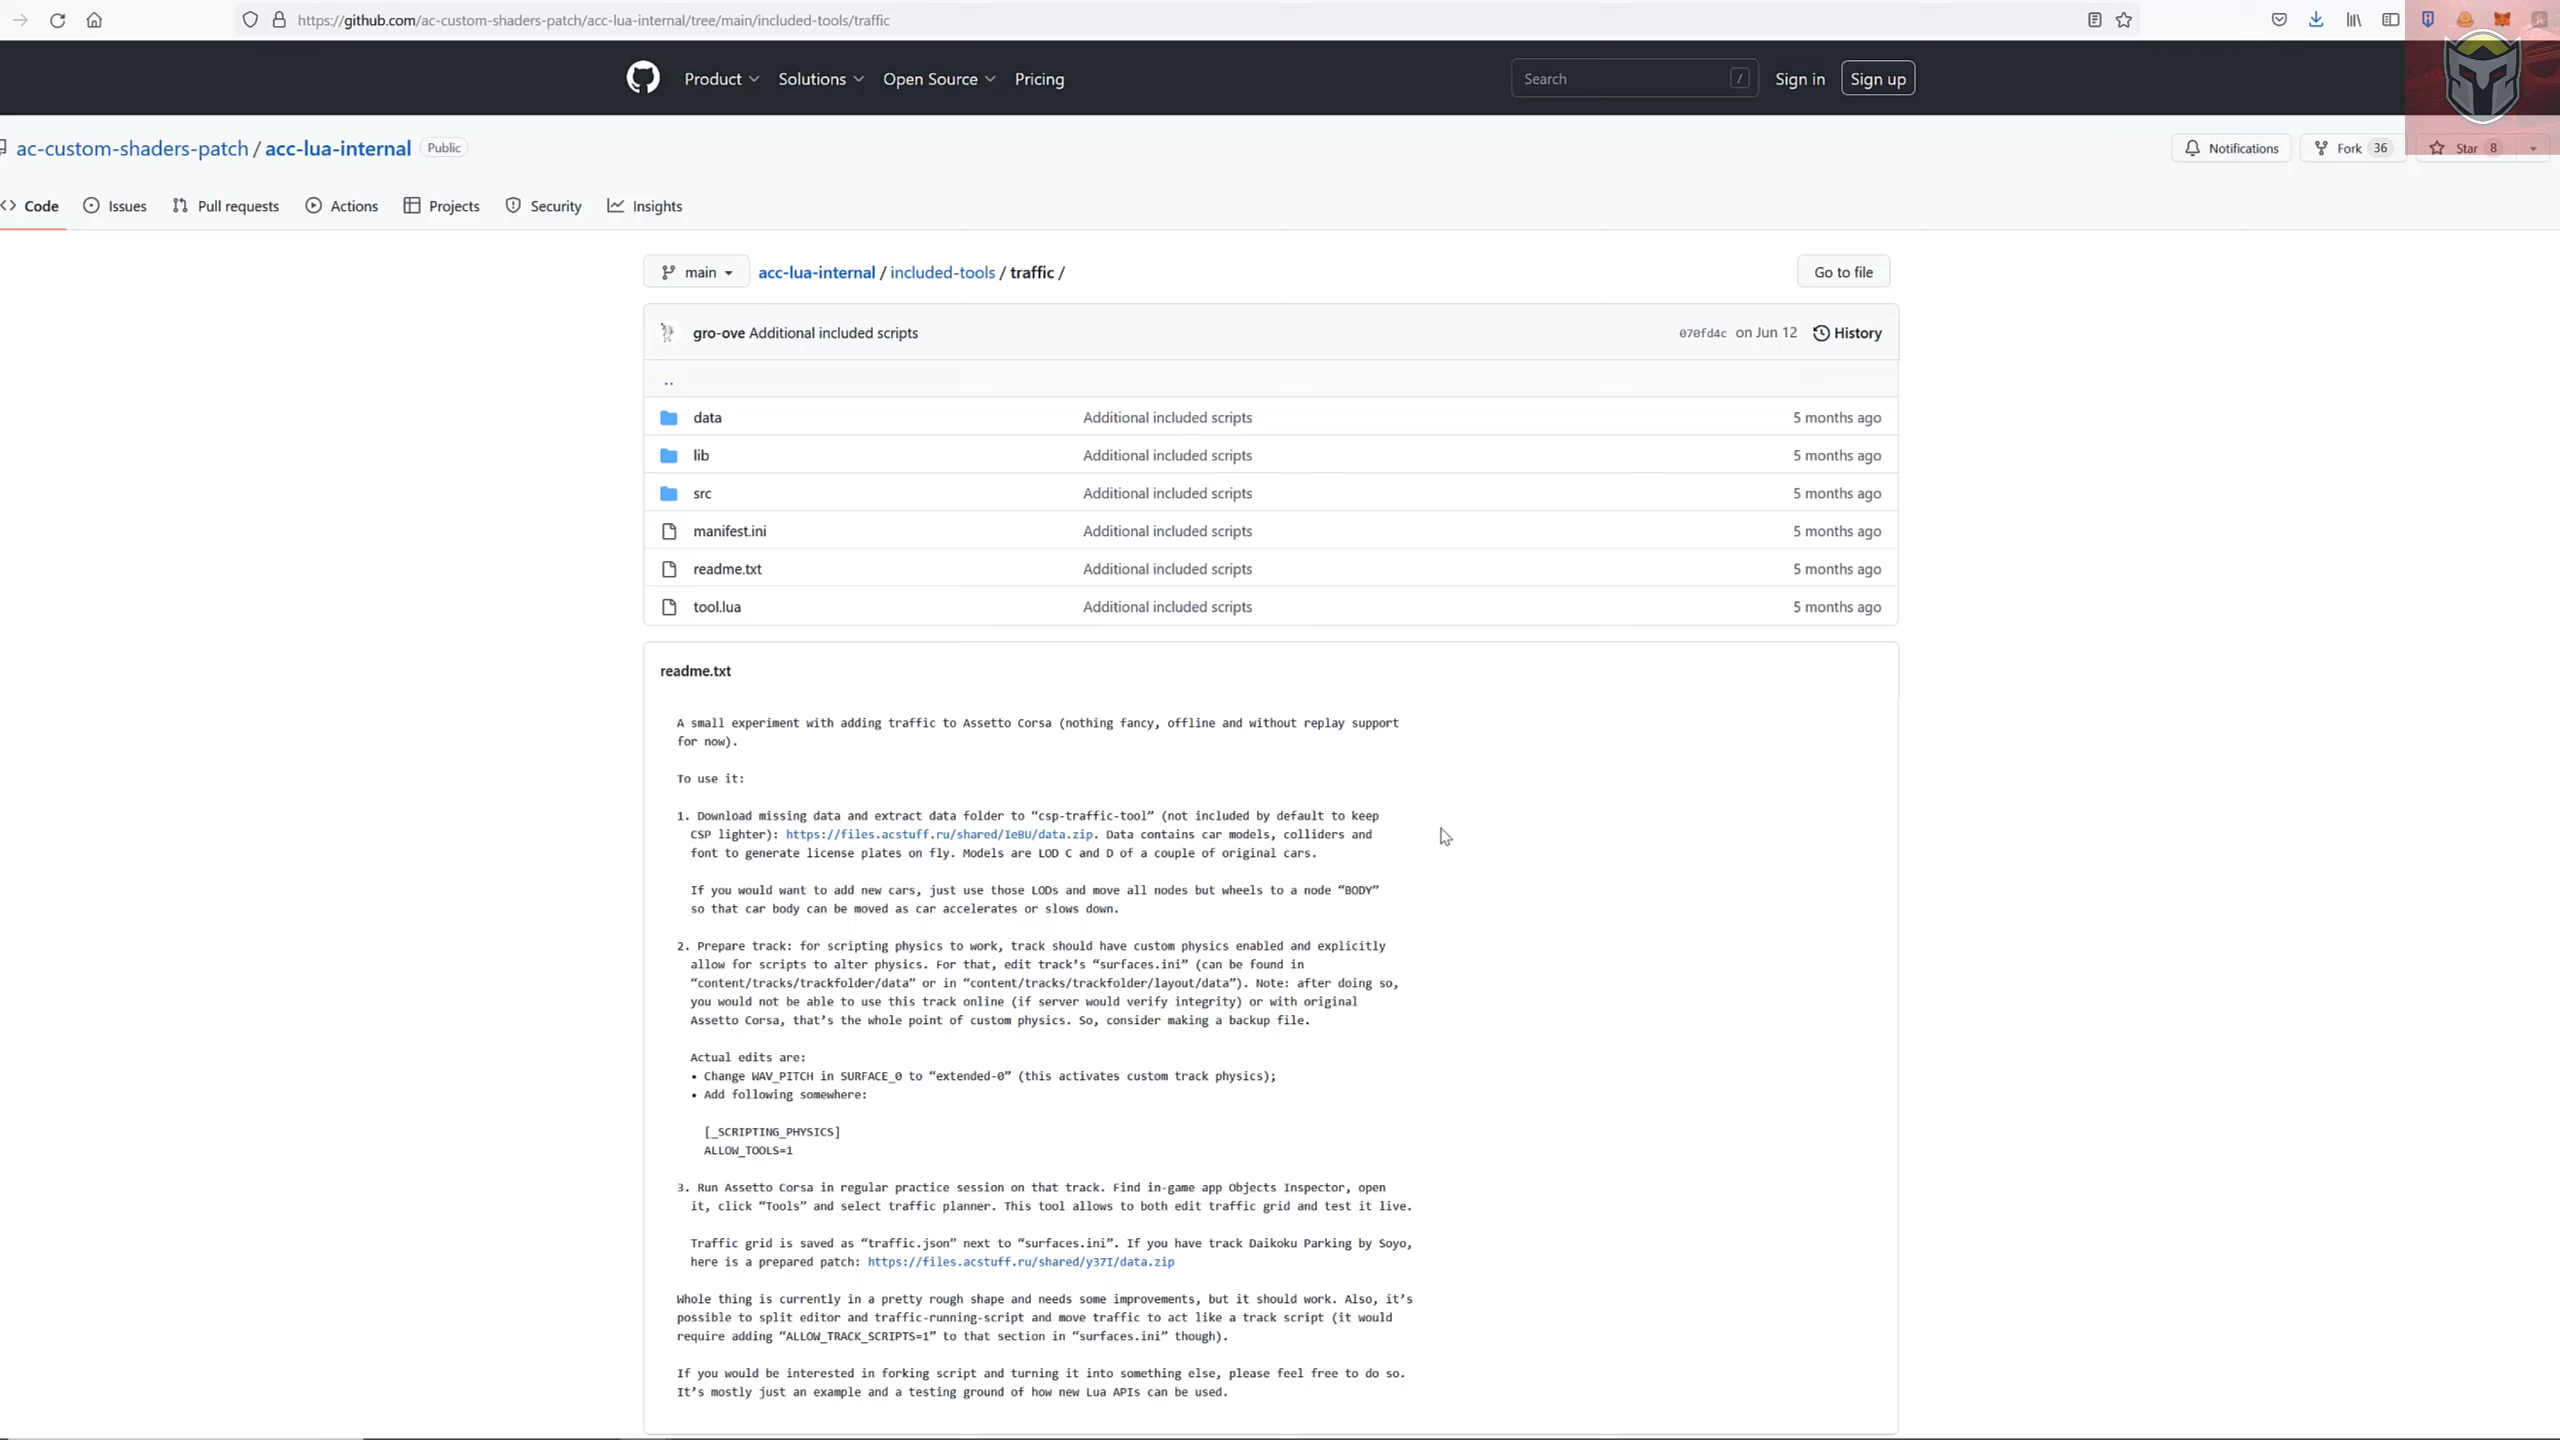 https://github.com/ac-custom-shaders-patch/acc-lua-internal/tree/main/included-tools/traffic
Product Solutions Open Source Pricing Search / Sign in Sign up
ac-custom-shaders-patch / acc-lua-internal Public Notifications Fork 36 Star 8
Code Issues Pull requests Actions Projects Security Insights
main acc-lua-internal / included-tools / traffic / Go to file
gro-ove Additional included scripts 070fd4c on Jun 12 History
..
data Additional included scripts 5 months ago
lib Additional included scripts 5 months ago
src Additional included scripts 5 months ago
manifest.ini Additional included scripts 5 months ago
readme.txt Additional included scripts 5 months ago
tool.lua Additional included scripts 5 months ago
readme.txt
A small experiment with adding traffic to Assetto Corsa (nothing fancy, offline and without replay support
for now).
To use it:
1. Download missing data and extract data folder to “csp-traffic-tool” (not included by default to keep
CSP lighter): https://files.acstuff.ru/shared/IeBU/data.zip. Data contains car models, colliders and
font to generate license plates on fly. Models are LOD C and D of a couple of original cars.
If you would want to add new cars, just use those LODs and move all nodes but wheels to a node “BODY”
so that car body can be moved as car accelerates or slows down.
2. Prepare track: for scripting physics to work, track should have custom physics enabled and explicitly
allow for scripts to alter physics. For that, edit track’s “surfaces.ini” (can be found in
“content/tracks/trackfolder/data” or in “content/tracks/trackfolder/layout/data”). Note: after doing so,
you would not be able to use this track online (if server would verify integrity) or with original
Assetto Corsa, that’s the whole point of custom physics. So, consider making a backup file.
Actual edits are:
• Change WAV_PITCH in SURFACE_0 to “extended-0” (this activates custom track physics);
• Add following somewhere:
[_SCRIPTING_PHYSICS]
ALLOW_TOOLS=1
3. Run Assetto Corsa in regular practice session on that track. Find in-game app Objects Inspector, open
it, click “Tools” and select traffic planner. This tool allows to both edit traffic grid and test it live.
Traffic grid is saved as “traffic.json” next to “surfaces.ini”. If you have track Daikoku Parking by Soyo,
here is a prepared patch: https://files.acstuff.ru/shared/y37I/data.zip
Whole thing is currently in a pretty rough shape and needs some improvements, but it should work. Also, it’s
possible to split editor and traffic-running-script and move traffic to act like a track script (it would
require adding “ALLOW_TRACK_SCRIPTS=1” to that section in “surfaces.ini” though).
If you would be interested in forking script and turning it into something else, please feel free to do so.
It’s mostly just an example and a testing ground of how new Lua APIs can be used.